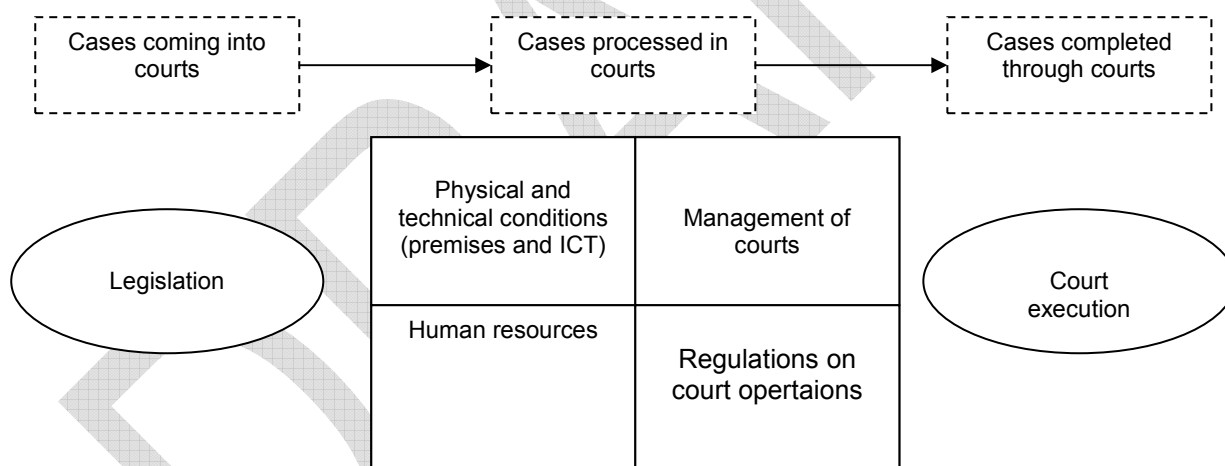 Cases coming into
courts
Cases processed in
courts
Cases completed
through courts
Physical and
technical conditions
(premises and ICT)
Management of
courts
Legislation
Court
execution
Human resources
Regulations on
court opertaions